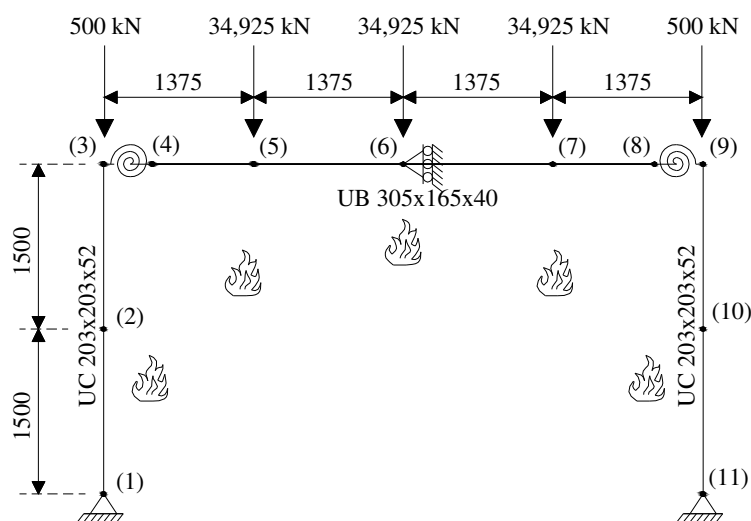 500 kN 34,925 kN 34,925 kN 34,925 kN 500 kN
1375 1375 1375 1375
(3) (4) (5) (6) (7) (8) (9)
UB 305x165x40
1500
UC 203x203x52
(2)
(10)
UC 203x203x52
1500
(1)
(11)